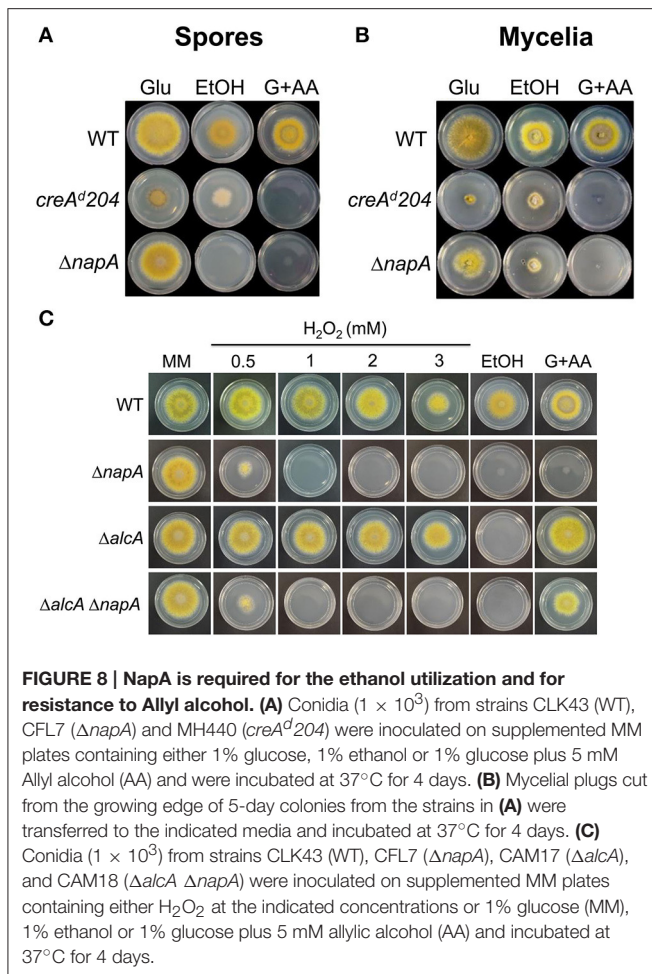 A Spores B Mycelia
Glu EtOH G+AA Glu EtOH G+AA
WT WT
creAᵈ204 creAᵈ204
ΔnapA ΔnapA
C H₂O₂ (mM)
MM 0.5 1 2 3 EtOH G+AA
WT
ΔnapA
ΔalcA
ΔalcA ΔnapA
FIGURE 8 | NapA is required for the ethanol utilization and for
resistance to Allyl alcohol. (A) Conidia (1 × 10³) from strains CLK43 (WT),
CFL7 (ΔnapA) and MH440 (creAᵈ204) were inoculated on supplemented MM
plates containing either 1% glucose, 1% ethanol or 1% glucose plus 5 mM
Allyl alcohol (AA) and were incubated at 37°C for 4 days. (B) Mycelial plugs cut
from the growing edge of 5-day colonies from the strains in (A) were
transferred to the indicated media and incubated at 37°C for 4 days. (C)
Conidia (1 × 10³) from strains CLK43 (WT), CFL7 (ΔnapA), CAM17 (ΔalcA),
and CAM18 (ΔalcA ΔnapA) were inoculated on supplemented MM plates
containing either H₂O₂ at the indicated concentrations or 1% glucose (MM),
1% ethanol or 1% glucose plus 5 mM allylic alcohol (AA) and incubated at
37°C for 4 days.